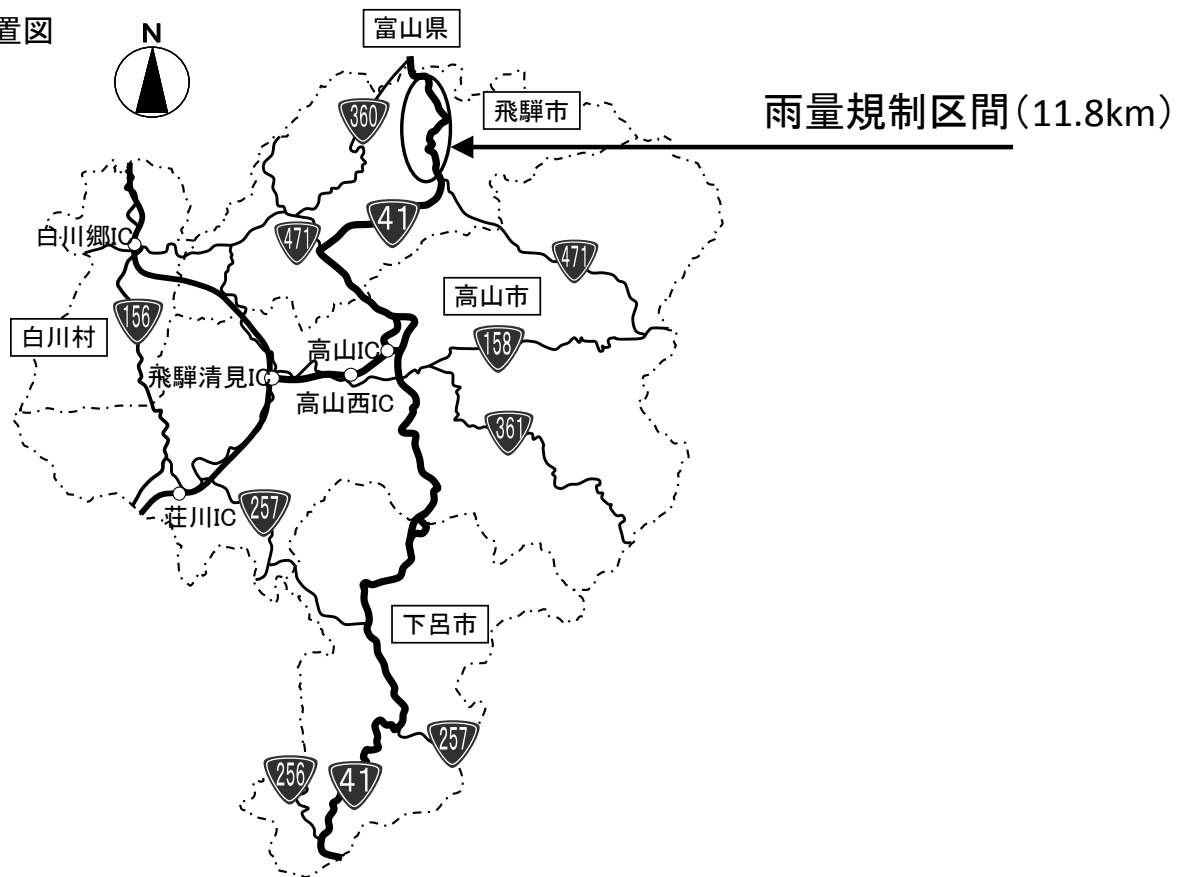 置図
N
富山県
360
飛騨市
雨量規制区間（11.8km）
41
471
白川郷IC
471
高山市
156
白川村
158
高山IC
飛騨清見IC
高山西IC
361
257
荘川IC
下呂市
257
256
41